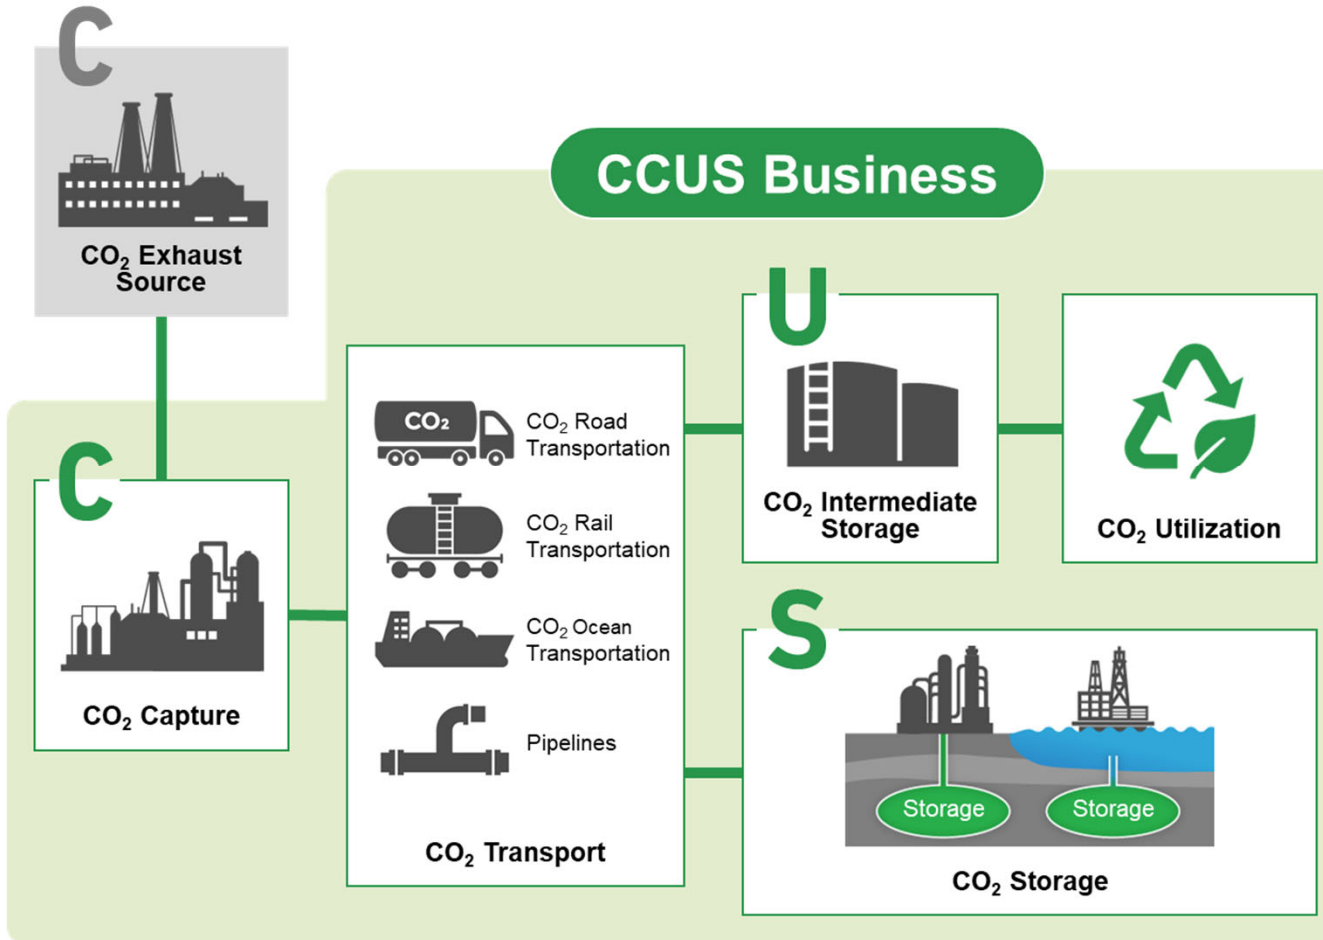 C
CO₂ Exhaust
Source
CCUS Business
C
CO₂ Capture
CO₂
CO₂ Road
Transportation
CO₂ Rail
Transportation
CO₂ Ocean
Transportation
Pipelines
CO₂ Transport
U
CO₂ Intermediate
Storage
CO₂ Utilization
S
Storage
Storage
CO₂ Storage